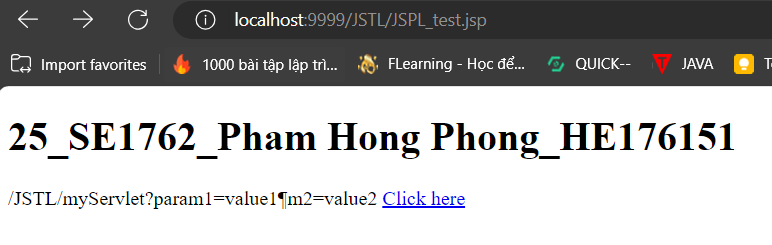 localhost:9999/JSTL/JSPL_test.jsp
Import favorites 1000 bài tập lập trì... FLearning - Học để... QUICK-- JAVA
25_SE1762_Pham Hong Phong_HE176151
/JSTL/myServlet?param1=value1¶m2=value2 Click here